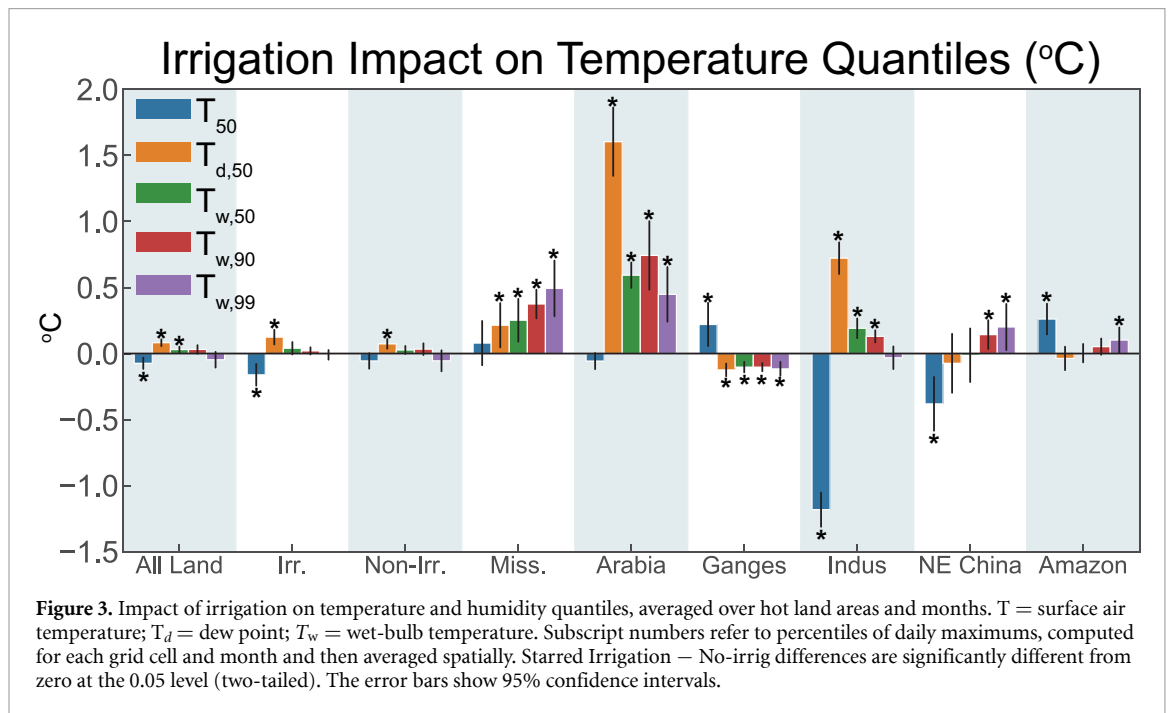 Irrigation Impact on Temperature Quantiles (°C)
2.0
1.5
1.0
0.5
0.0
−0.5
−1.0
−1.5
°C
T50
Td,50
Tw,50
Tw,90
Tw,99
* * * * * * * * * * * * * * * * * * * * * * * * * * * *
All Land Irr. Non-Irr. Miss. Arabia Ganges Indus NE China Amazon
Figure 3. Impact of irrigation on temperature and humidity quantiles, averaged over hot land areas and months. T = surface air
temperature; Td = dew point; Tw = wet-bulb temperature. Subscript numbers refer to percentiles of daily maximums, computed
for each grid cell and month and then averaged spatially. Starred Irrigation − No-irrig differences are significantly different from
zero at the 0.05 level (two-tailed). The error bars show 95% confidence intervals.